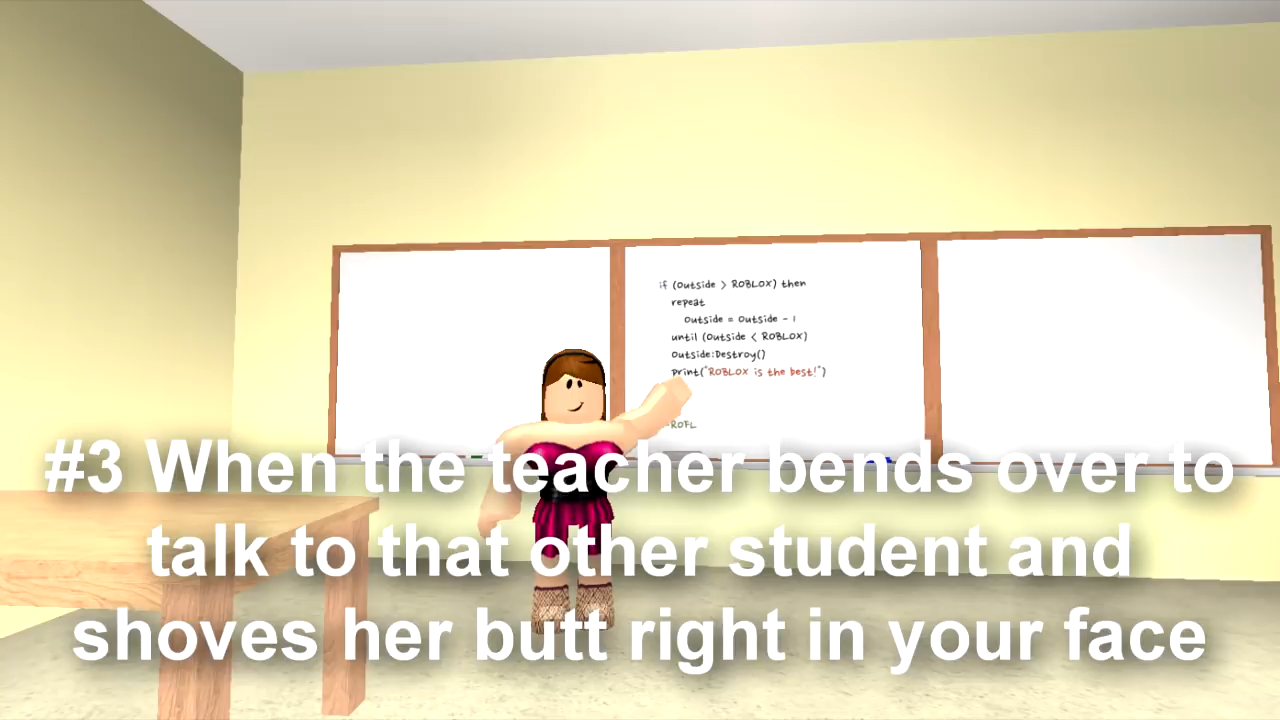 if (Outside > ROBLOX) then
repeat
Outside = Outside - 1
until (Outside < ROBLOX)
Outside:Destroy()
print("ROBLOX is the best!")
-ROFL
#3 When the teacher bends over to
talk to that other student and
shoves her butt right in your face